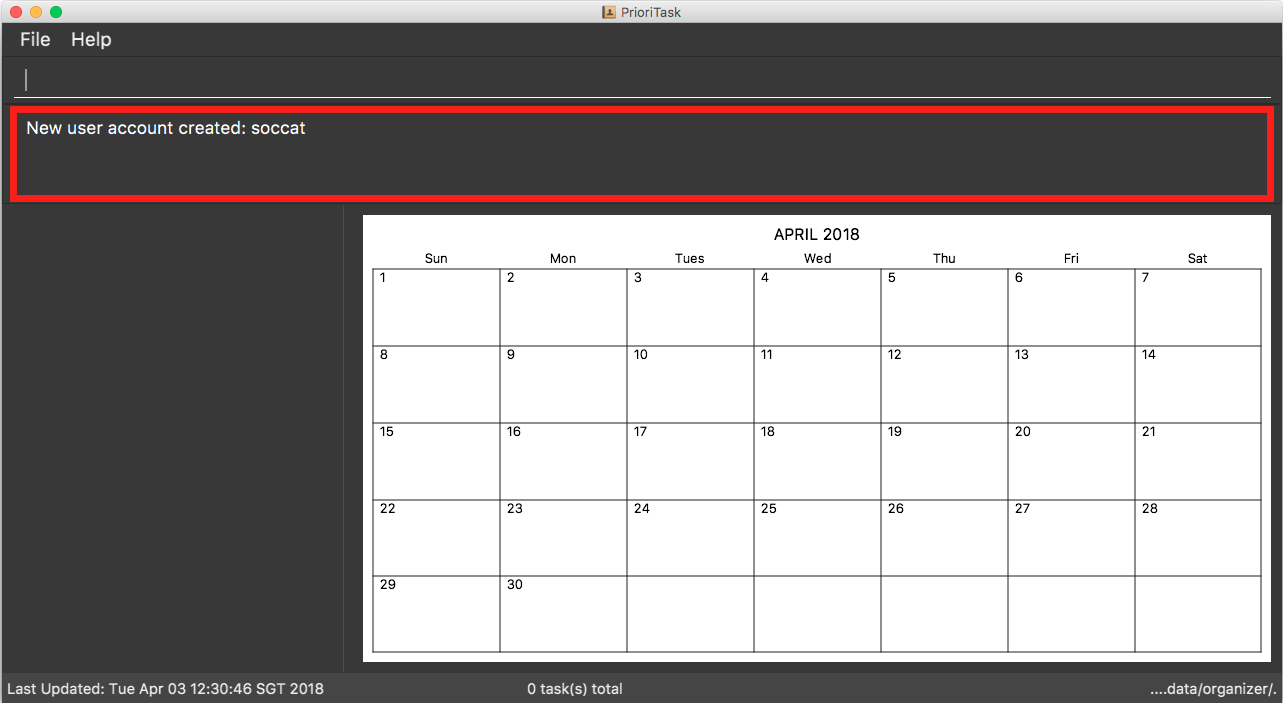 PrioriTask
File Help
New user account created: soccat
APRIL 2018
Sun Mon Tues Wed Thu Fri Sat
1 2 3 4 5 6 7
8 9 10 11 12 13 14
15 16 17 18 19 20 21
22 23 24 25 26 27 28
29 30
Last Updated: Tue Apr 03 12:30:46 SGT 2018 0 task(s) total ....data/organizer/.